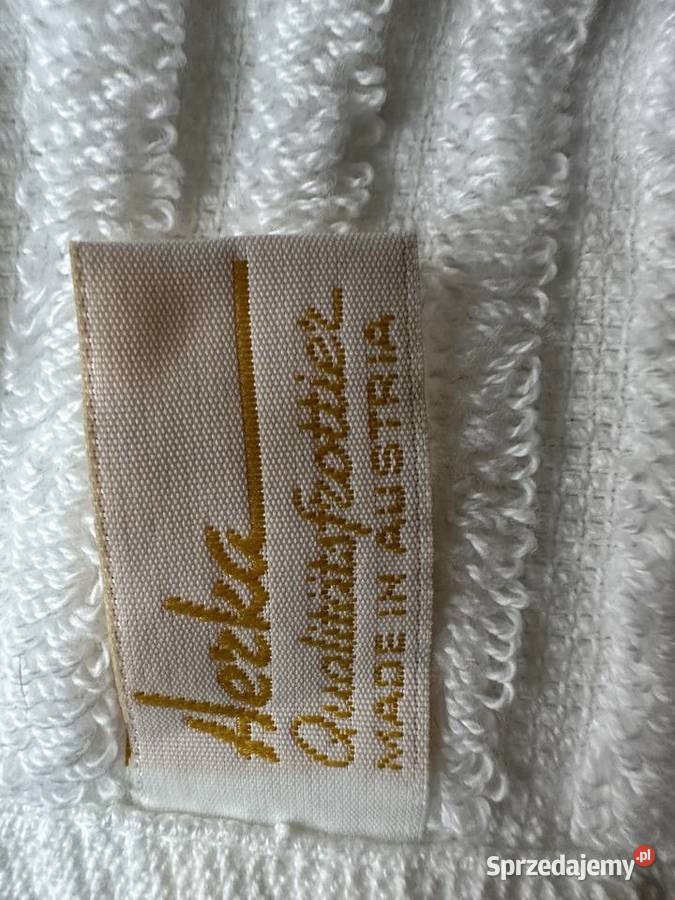 Herka
Qualitätsfrottier
MADE IN AUSTRIA
Sprzedajemy.pl